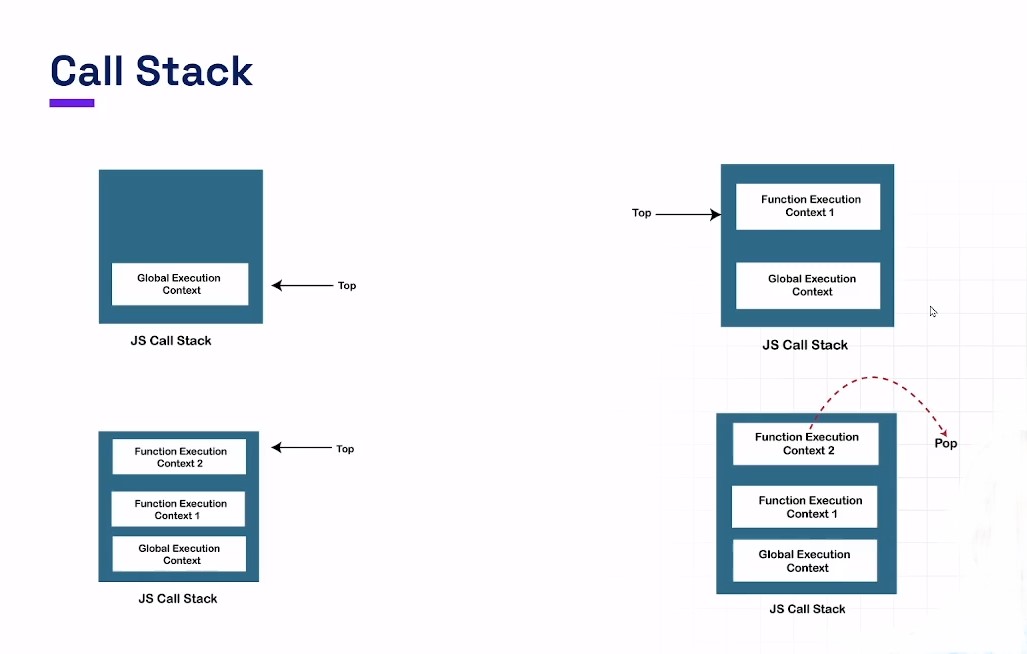 Call Stack
Global Execution
Context
Top
JS Call Stack
Top
Function Execution
Context 1
Global Execution
Context
JS Call Stack
Function Execution
Context 2
Function Execution
Context 1
Global Execution
Context
Top
JS Call Stack
Function Execution
Context 2
Pop
Function Execution
Context 1
Global Execution
Context
JS Call Stack